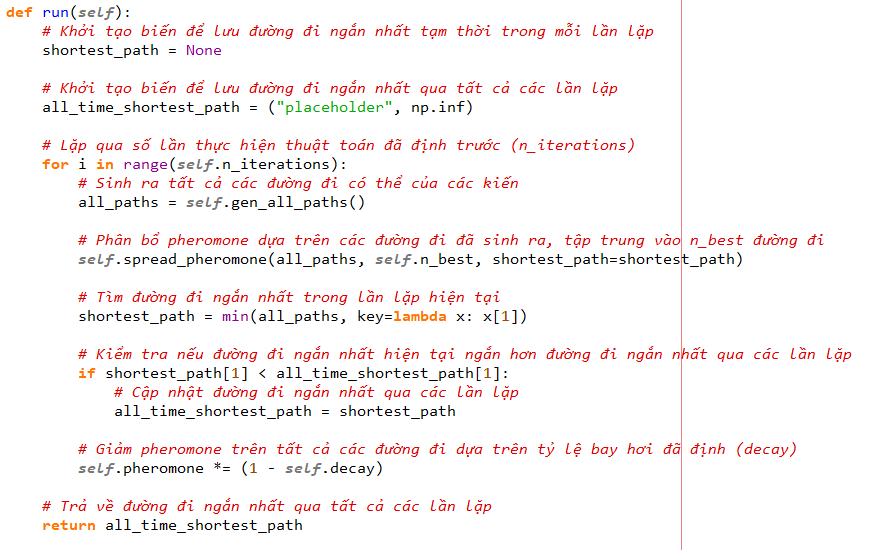 def run(self):
# Khởi tạo biến để lưu đường đi ngắn nhất tạm thời trong mỗi lần lặp
shortest_path = None
# Khởi tạo biến để lưu đường đi ngắn nhất qua tất cả các lần lặp
all_time_shortest_path = ("placeholder", np.inf)
# Lặp qua số lần thực hiện thuật toán đã định trước (n_iterations)
for i in range(self.n_iterations):
# Sinh ra tất cả các đường đi có thể của các kiến
all_paths = self.gen_all_paths()
# Phân bổ pheromone dựa trên các đường đi đã sinh ra, tập trung vào n_best đường đi
self.spread_pheromone(all_paths, self.n_best, shortest_path=shortest_path)
# Tìm đường đi ngắn nhất trong lần lặp hiện tại
shortest_path = min(all_paths, key=lambda x: x[1])
# Kiểm tra nếu đường đi ngắn nhất hiện tại ngắn hơn đường đi ngắn nhất qua các lần lặp
if shortest_path[1] < all_time_shortest_path[1]:
# Cập nhật đường đi ngắn nhất qua các lần lặp
all_time_shortest_path = shortest_path
# Giảm pheromone trên tất cả các đường đi dựa trên tỷ lệ bay hơi đã định (decay)
self.pheromone *= (1 - self.decay)
# Trả về đường đi ngắn nhất qua tất cả các lần lặp
return all_time_shortest_path